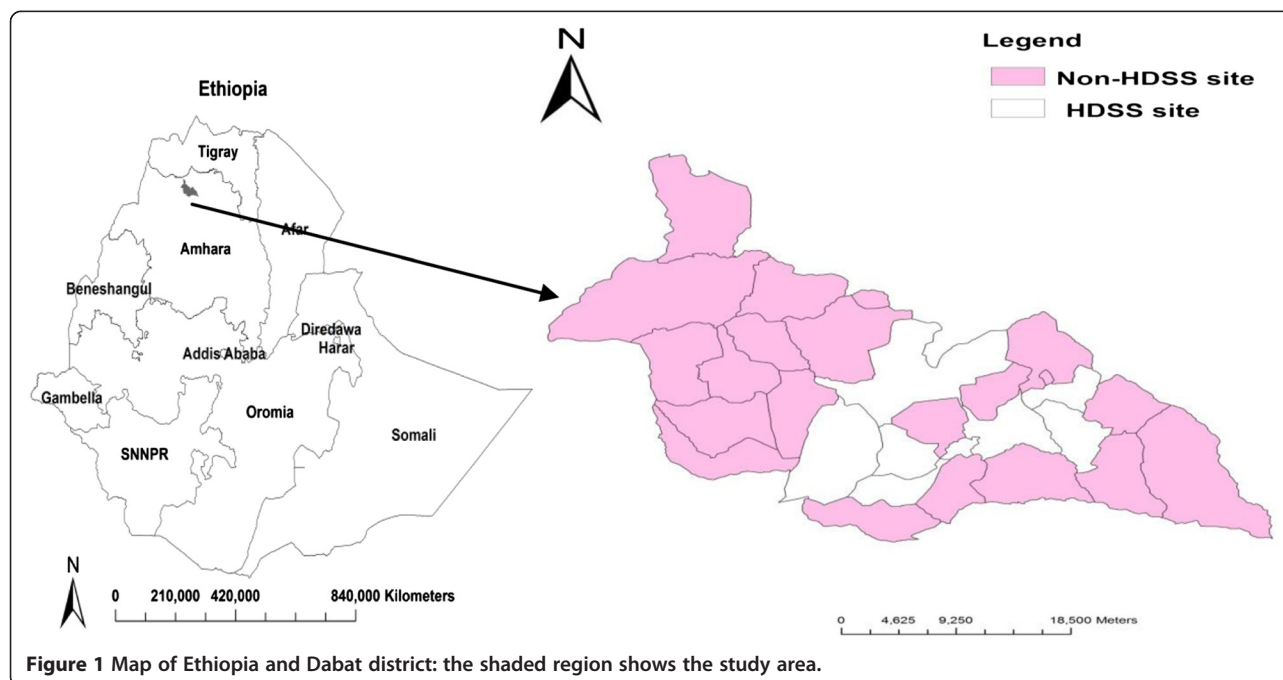 Ethiopia
Tigray
Afar
Amhara
Beneshangul
Diredawa
Harar
Addis Ababa
Gambella
Oromia
Somali
SNNPR
N
0 210,000 420,000 840,000 Kilometers
N
Legend
Non-HDSS site
HDSS site
0 4,625 9,250 18,500 Meters
Figure 1 Map of Ethiopia and Dabat district: the shaded region shows the study area.